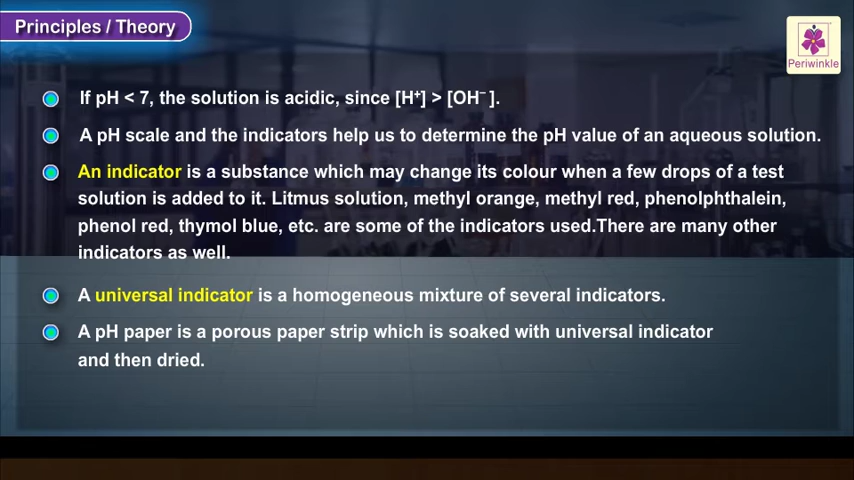 Principles / Theory
Periwinkle
If pH < 7, the solution is acidic, since [H⁺] > [OH⁻ ].
A pH scale and the indicators help us to determine the pH value of an aqueous solution.
An indicator is a substance which may change its colour when a few drops of a test
solution is added to it. Litmus solution, methyl orange, methyl red, phenolphthalein,
phenol red, thymol blue, etc. are some of the indicators used.There are many other
indicators as well.
A universal indicator is a homogeneous mixture of several indicators.
A pH paper is a porous paper strip which is soaked with universal indicator
and then dried.